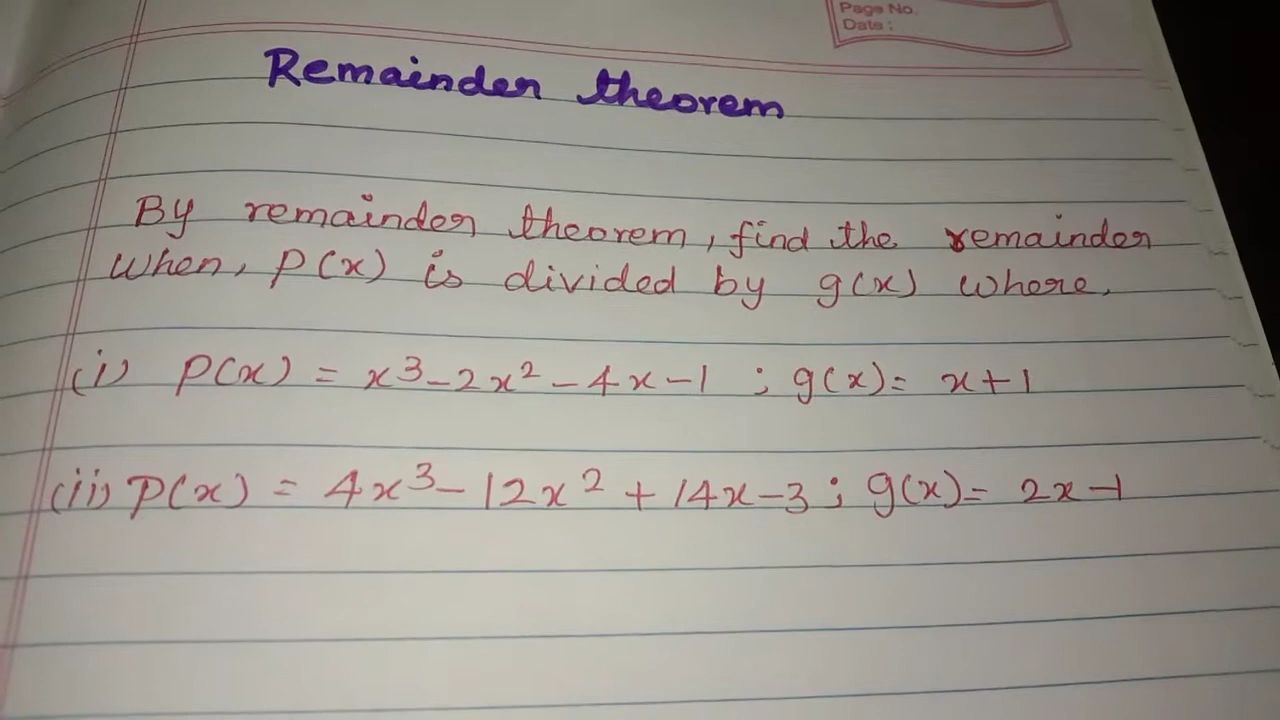 Page No.
Date :
Remainder theorem
By remainder theorem, find the remainder
when, p(x) is divided by g(x) where,
(i) p(x) = x³-2x²-4x-1 ; g(x)= x+1
(ii) p(x) = 4x³-12x²+14x-3 ; g(x)= 2x-1